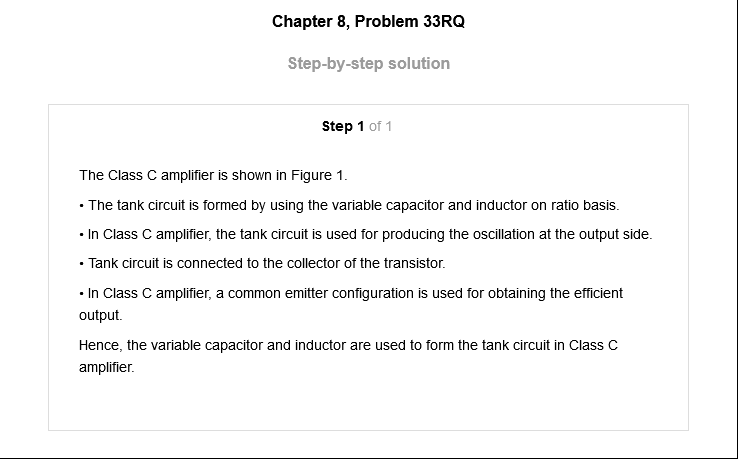 Chapter 8, Problem 33RQ
Step-by-step solution
Step 1 of 1
The Class C amplifier is shown in Figure 1.
• The tank circuit is formed by using the variable capacitor and inductor on ratio basis.
• In Class C amplifier, the tank circuit is used for producing the oscillation at the output side.
• Tank circuit is connected to the collector of the transistor.
• In Class C amplifier, a common emitter configuration is used for obtaining the efficient
output.
Hence, the variable capacitor and inductor are used to form the tank circuit in Class C
amplifier.